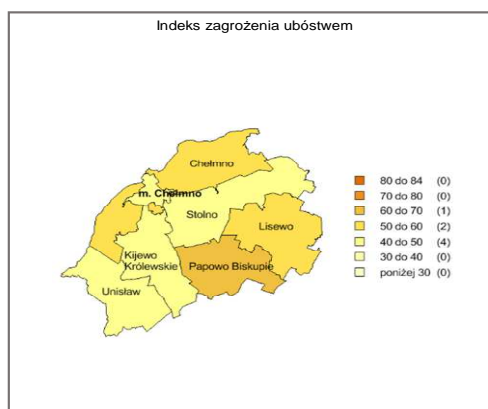 Indeks zagrożenia ubóstwem
Chełmno
m. Chełmno
Stolno
Lisewo
Kijewo
Królewskie
Papowo Biskupie
Unisław
80 do 84 (0)
70 do 80 (0)
60 do 70 (1)
50 do 60 (2)
40 do 50 (4)
30 do 40 (0)
poniżej 30 (0)